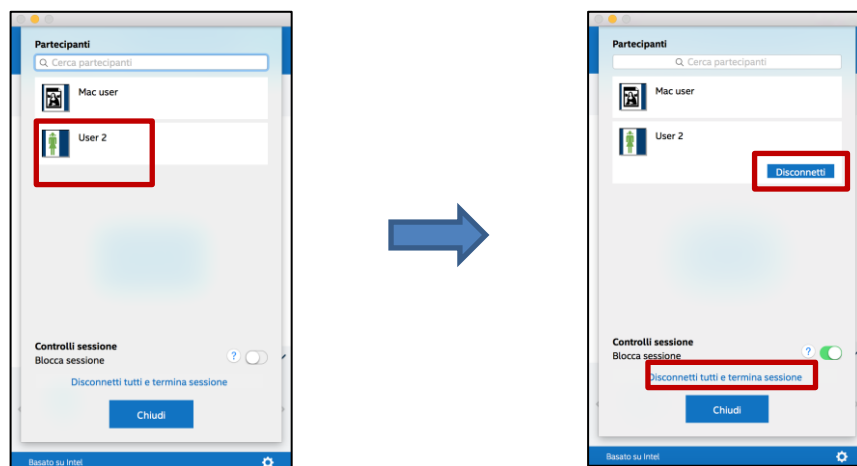 Partecipanti
Cerca partecipanti
Mac user
User 2
Controlli sessione
Blocca sessione
?
Disconnetti tutti e termina sessione
Chiudi
Basato su Intel
Partecipanti
Cerca partecipanti
Mac user
User 2
Disconnetti
Controlli sessione
Blocca sessione
?
Disconnetti tutti e termina sessione
Chiudi
Basato su Intel